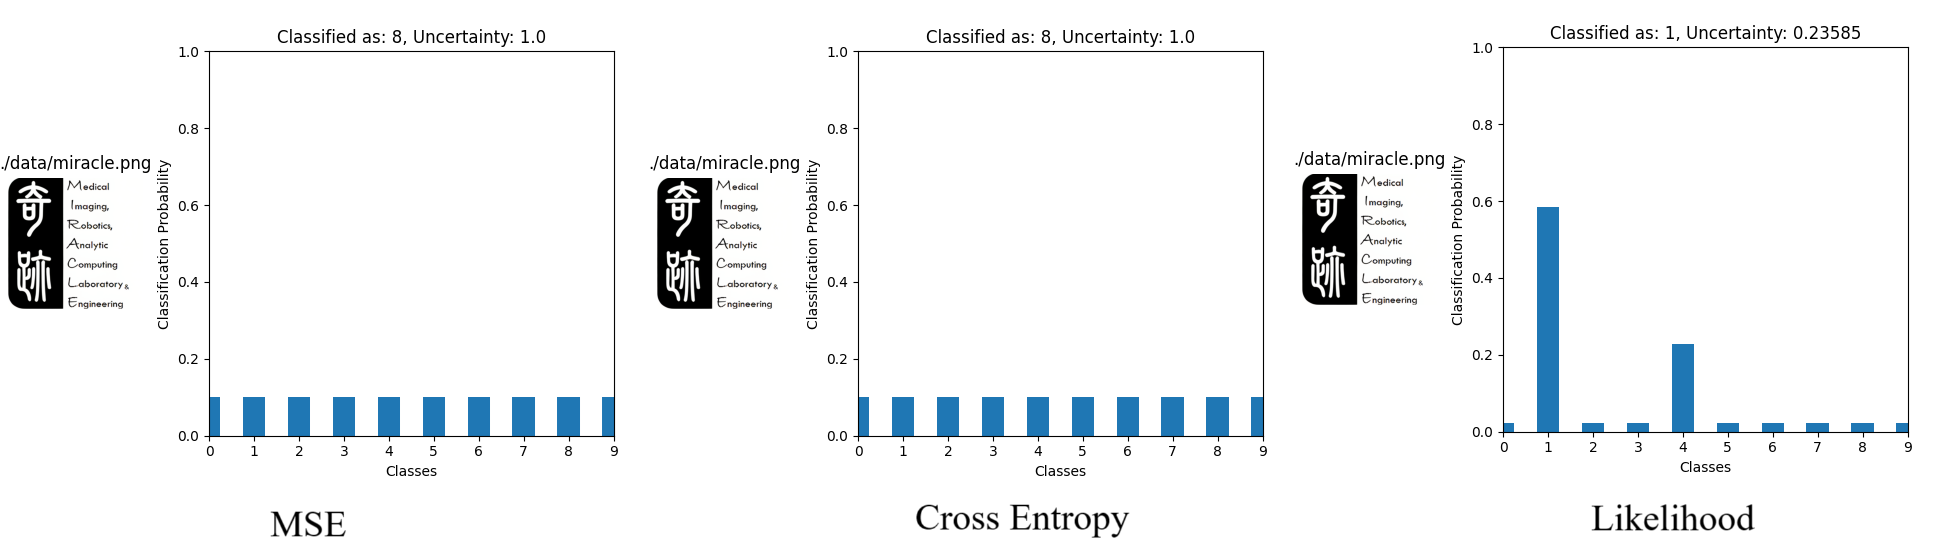 Classified as: 8, Uncertainty: 1.0
./data/miracle.png
奇跡
Medical
Imaging,
Robotics,
Analytic
Computing
Laboratory &
Engineering
Classification Probability
1.0
0.8
0.6
0.4
0.2
0.0
0 1 2 3 4 5 6 7 8 9
Classes
MSE
Classified as: 8, Uncertainty: 1.0
./data/miracle.png
奇跡
Medical
Imaging,
Robotics,
Analytic
Computing
Laboratory &
Engineering
Classification Probability
1.0
0.8
0.6
0.4
0.2
0.0
0 1 2 3 4 5 6 7 8 9
Classes
Cross Entropy
Classified as: 1, Uncertainty: 0.23585
./data/miracle.png
奇跡
Medical
Imaging,
Robotics,
Analytic
Computing
Laboratory &
Engineering
Classification Probability
1.0
0.8
0.6
0.4
0.2
0.0
0 1 2 3 4 5 6 7 8 9
Classes
Likelihood